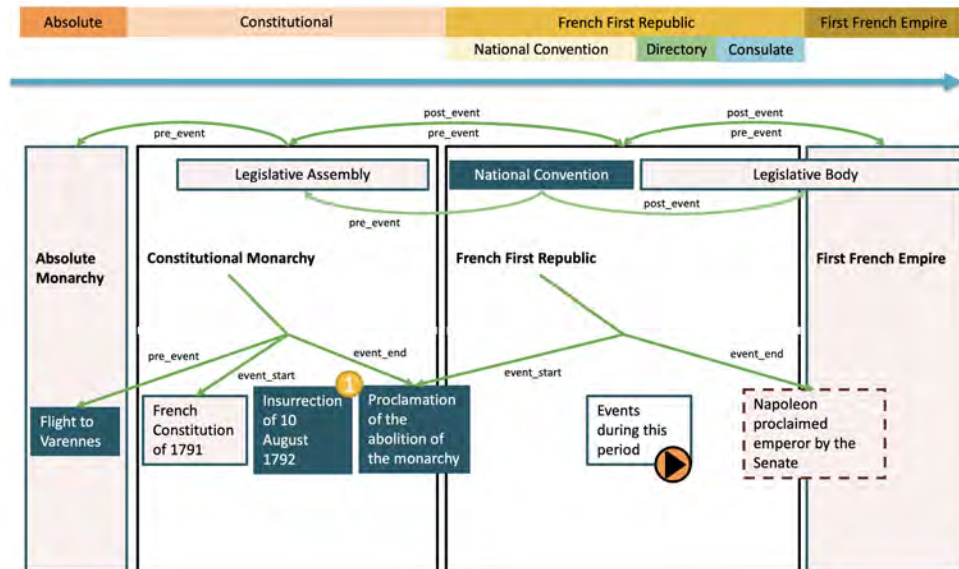 Absolute
Constitutional
French First Republic
First French Empire
National Convention
Directory
Consulate
post_event
post_event
pre_event
pre_event
pre_event
Legislative Assembly
National Convention
Legislative Body
pre_event
post_event
Absolute
Monarchy
Constitutional Monarchy
French First Republic
First French Empire
pre_event
event_end
event_start
event_start
event_end
1
Flight to
Varennes
French
Constitution
of 1791
Insurrection
of 10
August
1792
Proclamation
of the
abolition of
the monarchy
Events
during this
period
Napoleon
proclaimed
emperor by the
Senate